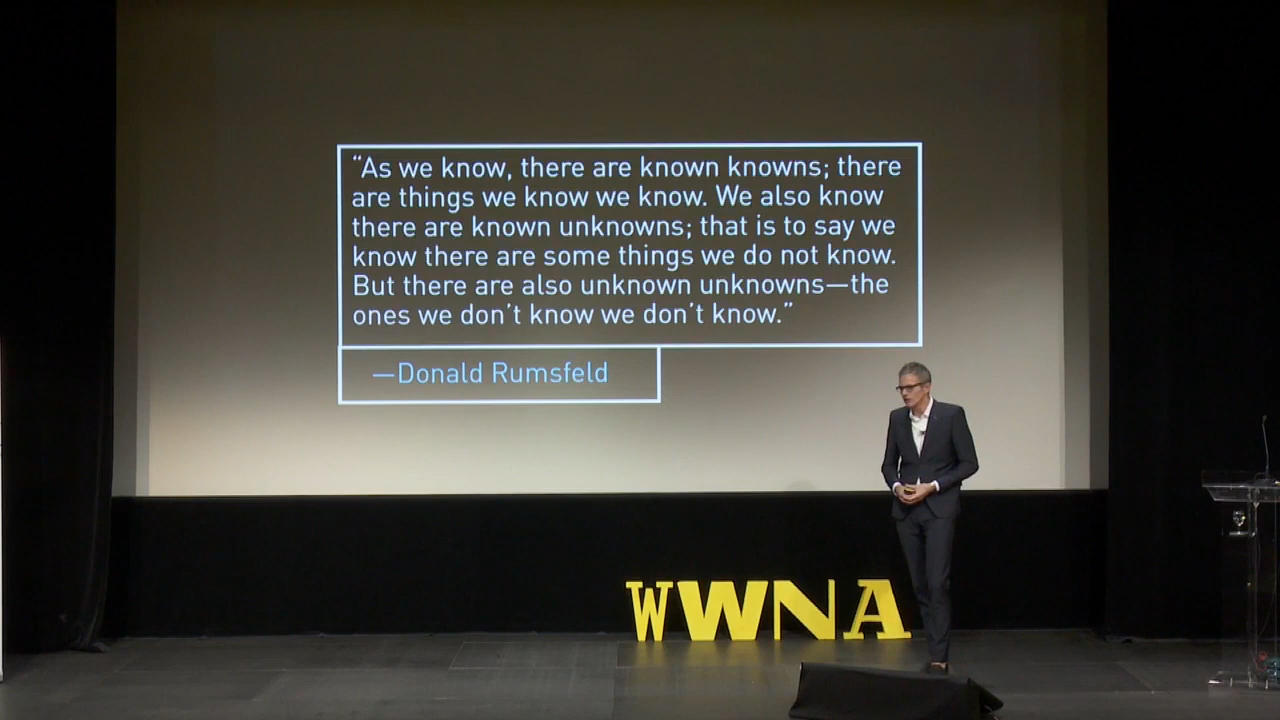 “As we know, there are known knowns; there
are things we know we know. We also know
there are known unknowns; that is to say we
know there are some things we do not know.
But there are also unknown unknowns—the
ones we don’t know we don’t know.”
—Donald Rumsfeld
WWNA